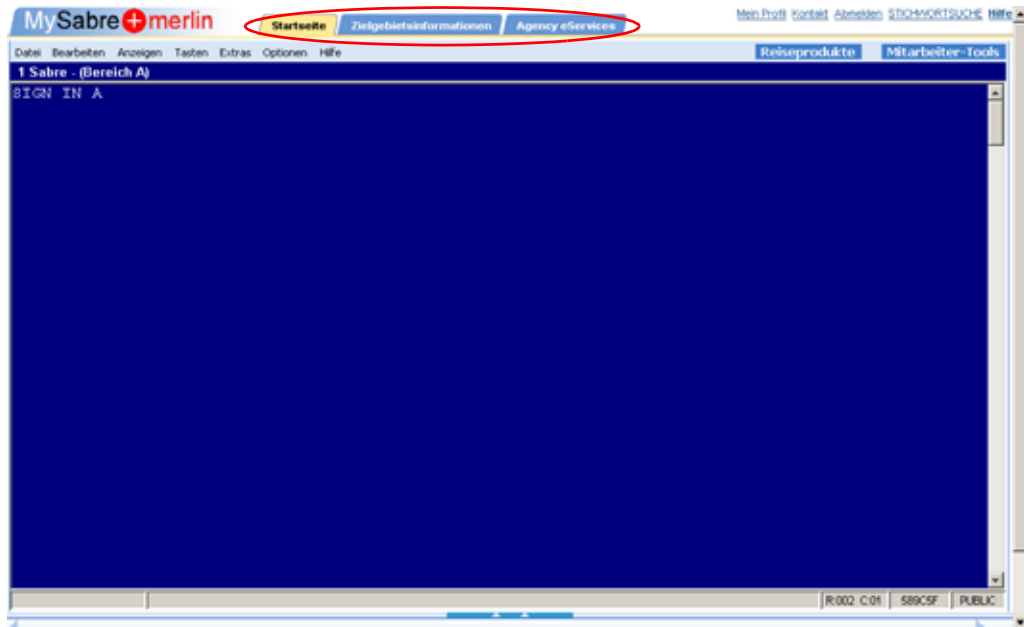 MySabre merlin
Startseite Zielgebietsinformationen Agency eServices
Mein Profil Kontakt Abmelden STICHWORTSUCHE Hilfe
Datei Bearbeiten Anzeigen Tasten Extras Optionen Hilfe
Reiseprodukte Mitarbeiter-Tools
1 Sabre - (Bereich A)
SIGN IN A
R:002 C:01 589C5F PUBLIC